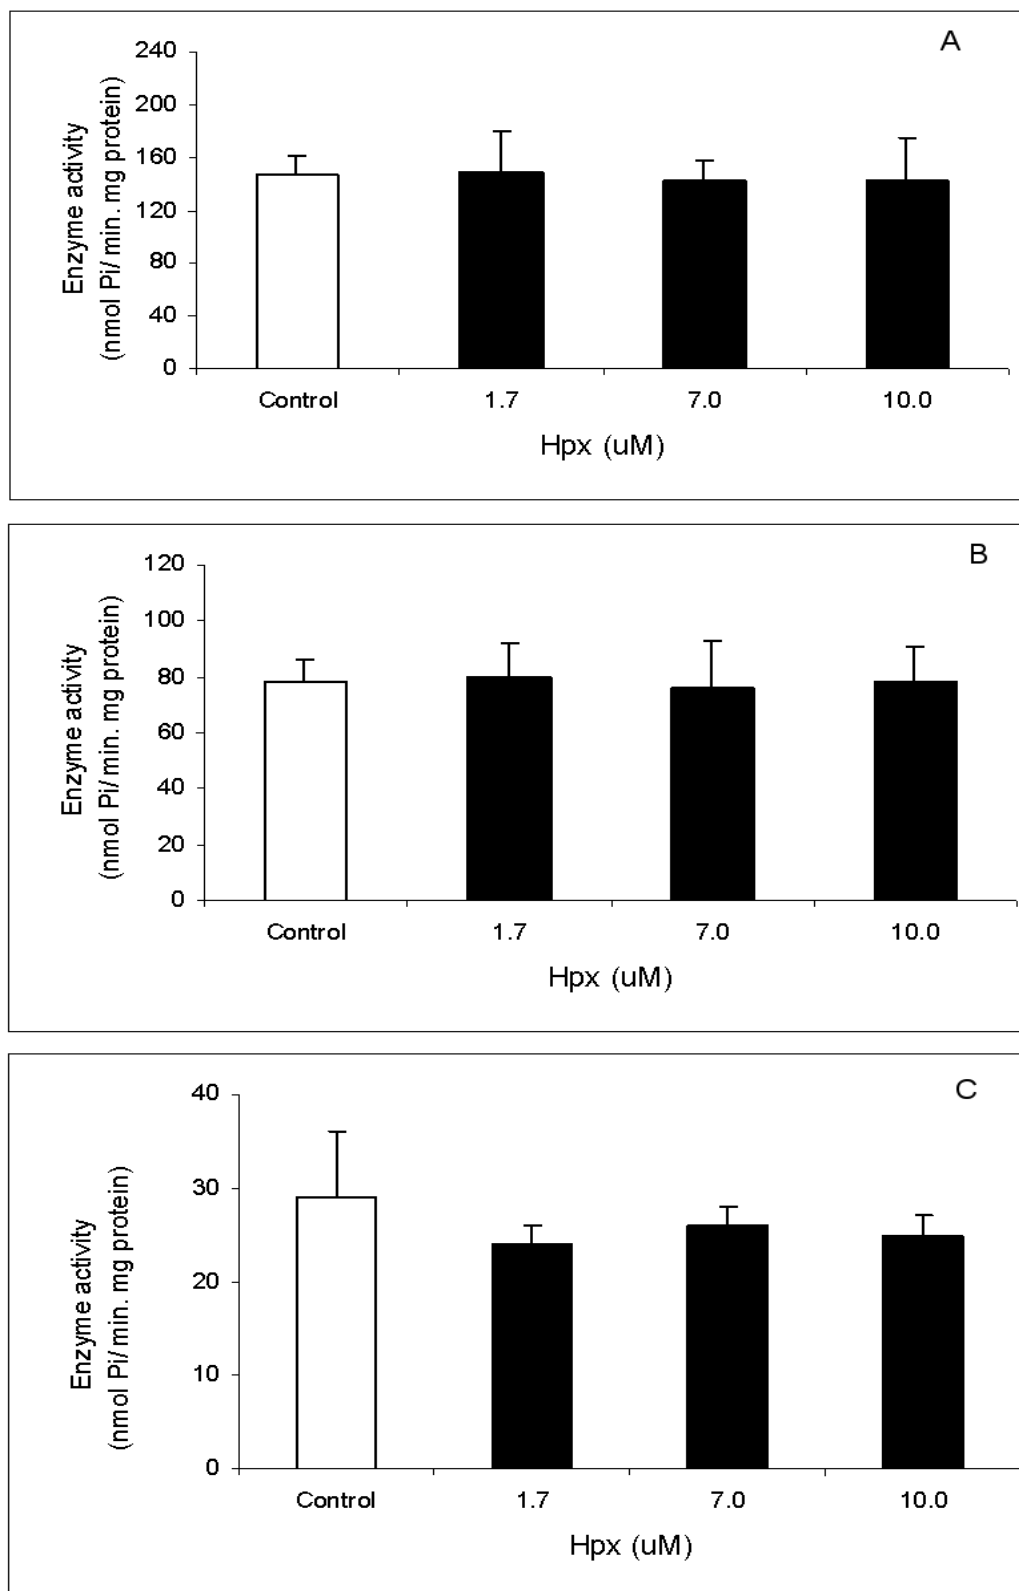 A
240
200
160
120
80
40
0
Enzyme activity
(nmol Pi/min. mg protein)
Control 1.7 7.0 10.0
Hpx (uM)
B
120
100
80
60
40
20
0
Enzyme activity
(nmol Pi/min. mg protein)
Control 1.7 7.0 10.0
Hpx (uM)
C
40
30
20
10
0
Enzyme activity
(nmol Pi/min. mg protein)
Control 1.7 7.0 10.0
Hpx (uM)